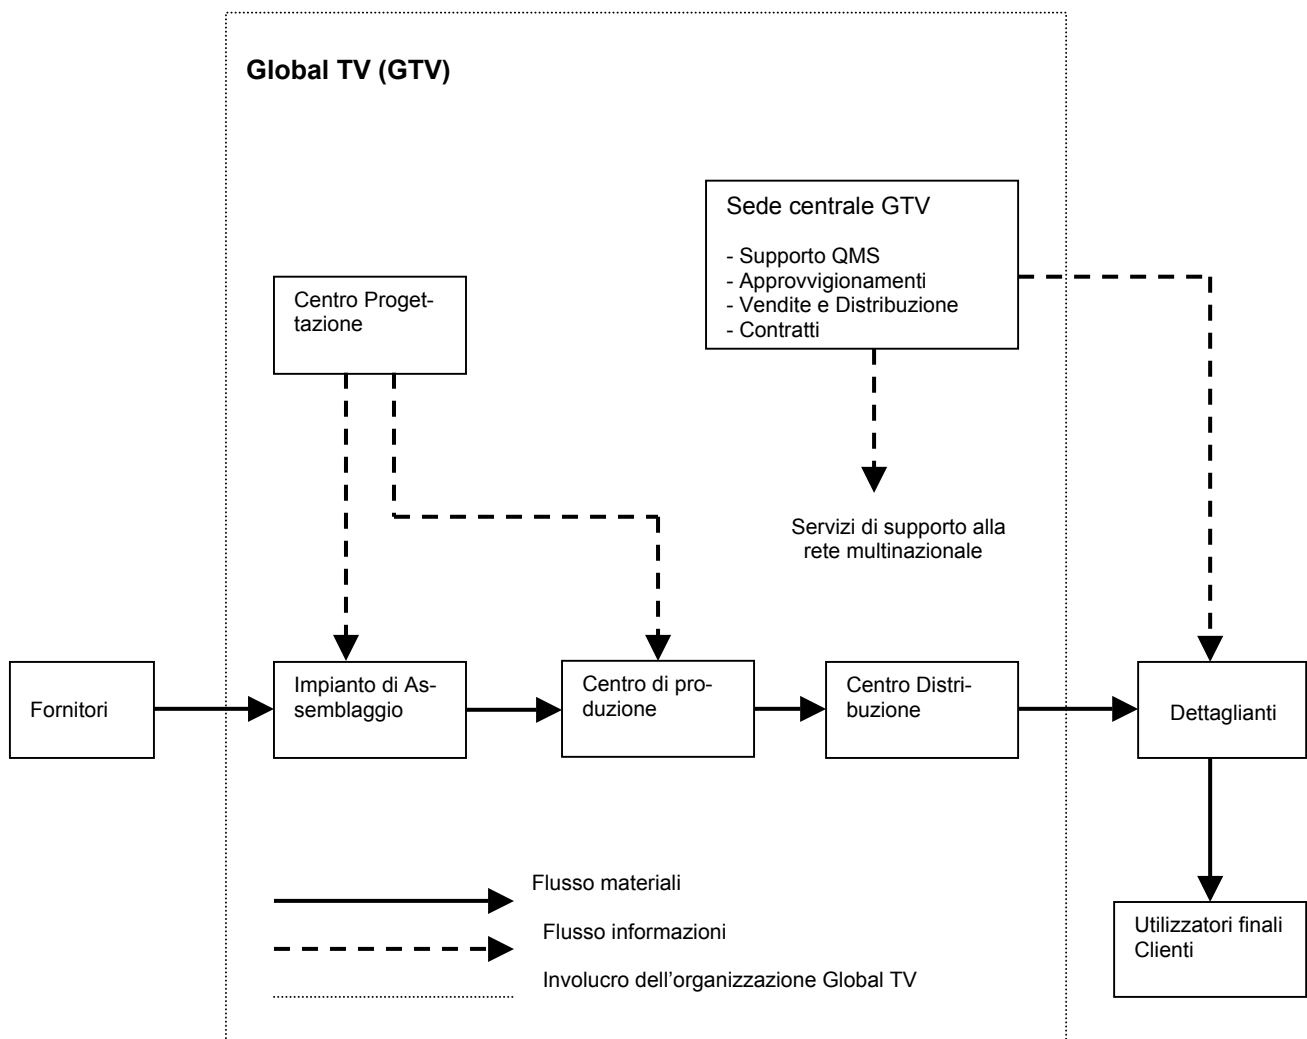 Global TV (GTV)
Sede centrale GTV
- Supporto QMS
- Approvvigionamenti
- Vendite e Distribuzione
- Contratti
Centro Proget-
tazione
Servizi di supporto alla
rete multinazionale
Fornitori
Impianto di As-
semblaggio
Centro di pro-
duzione
Centro Distri-
buzione
Dettaglianti
Flusso materiali
Flusso informazioni
Involucro dell'organizzazione Global TV
Utilizzatori finali
Clienti